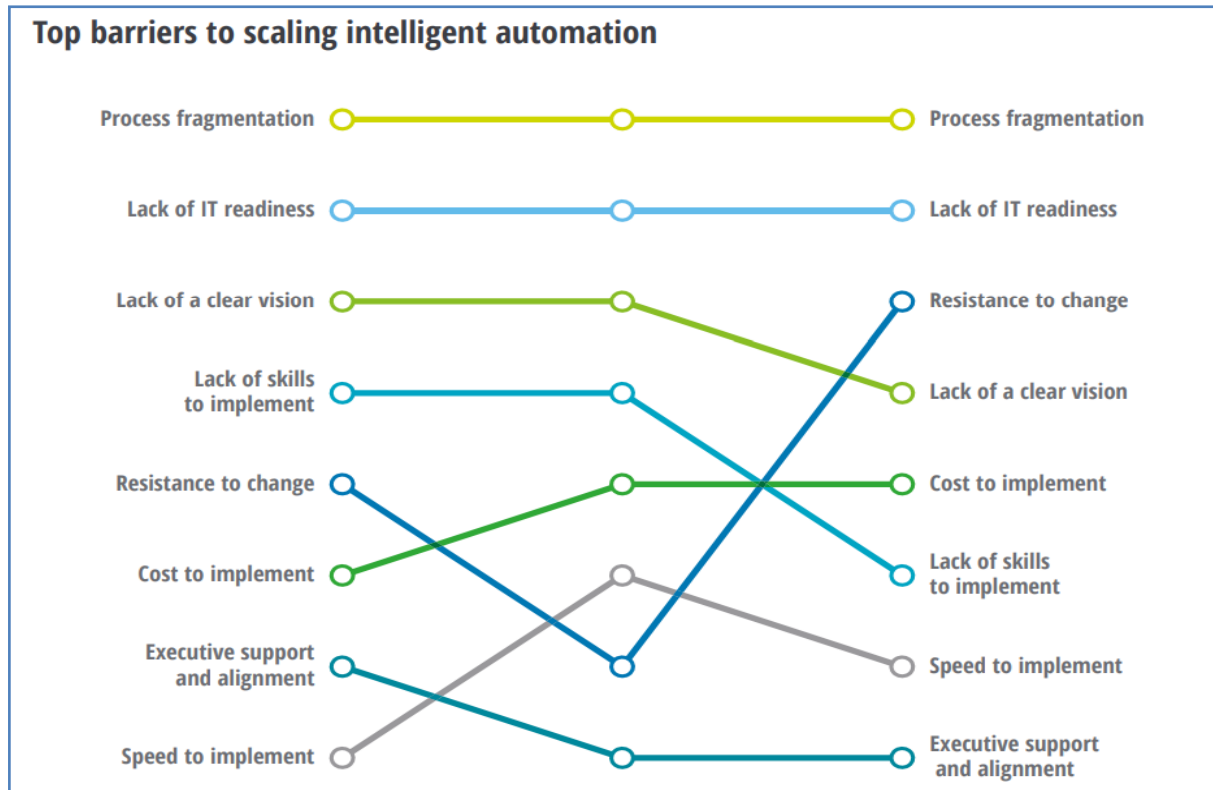 Top barriers to scaling intelligent automation
Process fragmentation
Process fragmentation
Lack of IT readiness
Lack of IT readiness
Lack of a clear vision
Resistance to change
Lack of skills
to implement
Lack of a clear vision
Resistance to change
Cost to implement
Cost to implement
Lack of skills
to implement
Executive support
and alignment
Speed to implement
Speed to implement
Executive support
and alignment